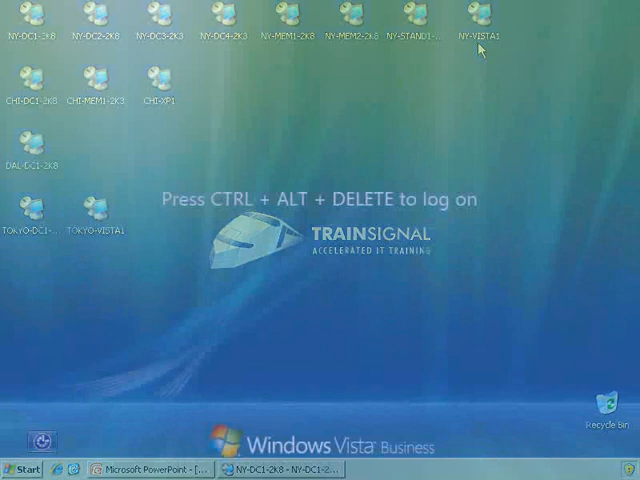 NY-DC1-2K8 NY-DC2-2K8 NY-DC3-2K3 NY-DC4-2K3 NY-MEM1-2K8 NY-MEM2-2K8 NY-STAND1-... NY-VISTA1
CHI-DC1-2K8 CHI-MEM1-2K3 CHI-XP1
DAL-DC1-2K8
Press CTRL + ALT + DELETE to log on
TOKYO-DC1-... TOKYO-VISTA1
TRAINSIGNAL
ACCELERATED IT TRAINING
Recycle Bin
Windows Vista Business
Start Microsoft PowerPoint - [... NY-DC1-2K8 - NY-DC1-2...